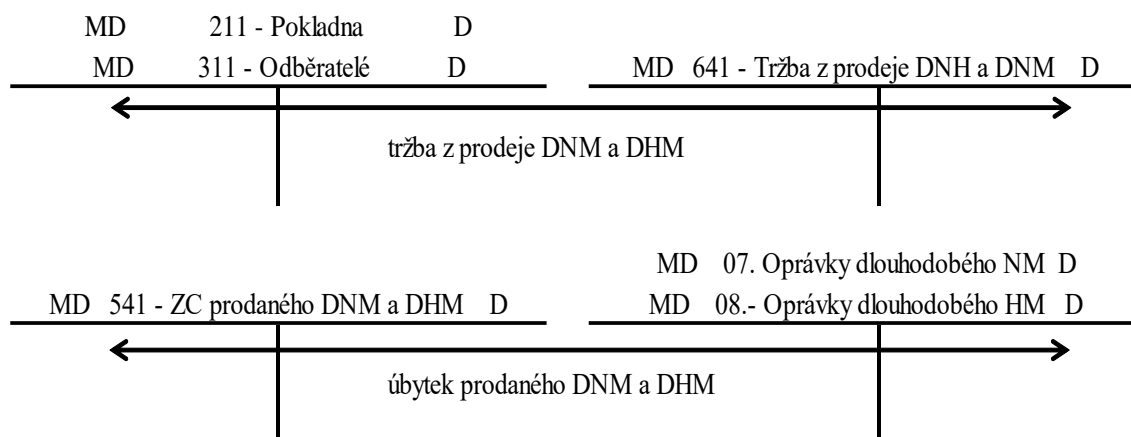 MD 211 - Pokladna D
MD 311 - Odběratelé D
MD 641 - Tržba z prodeje DNH a DNM D
tržba z prodeje DNM a DHM
MD 07. Oprávky dlouhodobého NM D
MD 541 - ZC prodaného DNM a DHM D
MD 08.- Oprávky dlouhodobého HM D
úbytek prodaného DNM a DHM